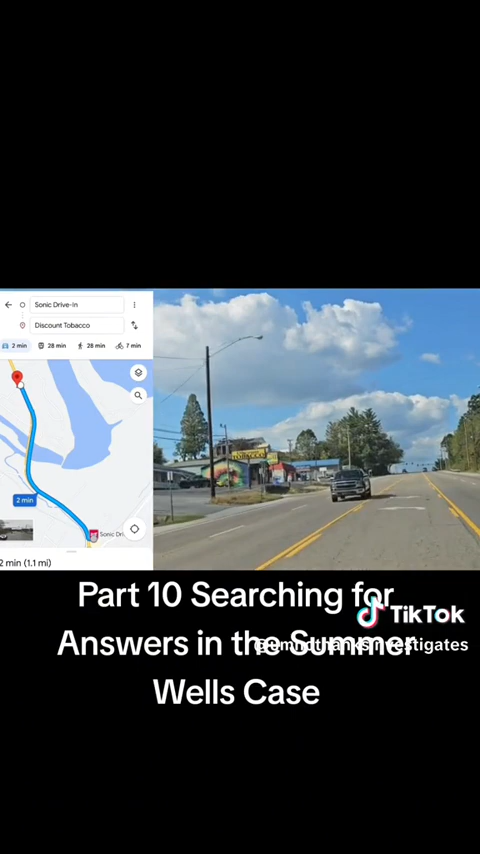 Sonic Drive-In
Discount Tobacco
2 min
28 min
28 min
7 min
TOBACCO
2 min
Sonic Dri
2 min (1.1 mi)
Part 10 Searching for
Answers in the Summer
Wells Case
TikTok